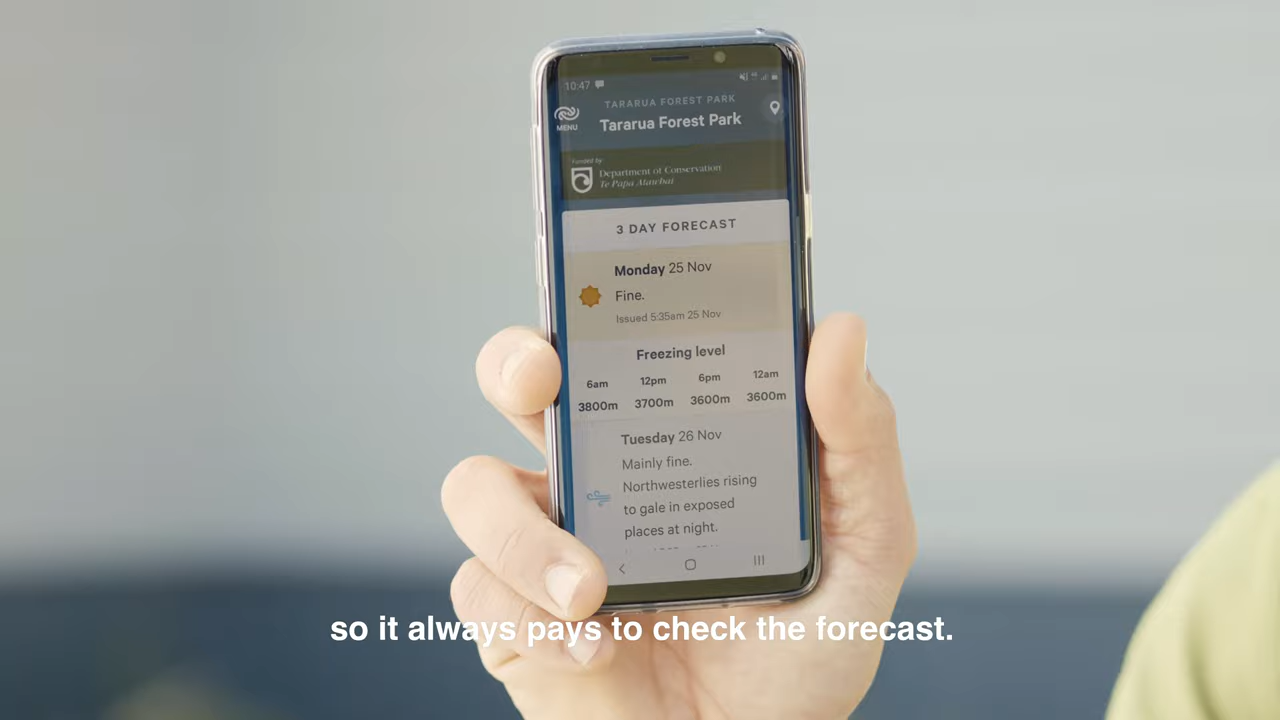 10:47
TARARUA FOREST PARK
MENU
Tararua Forest Park
Funded by:
Department of Conservation
Te Papa Atawhai
3 DAY FORECAST
Monday 25 Nov
Fine.
Issued 5:35am 25 Nov
Freezing level
6am 12pm 6pm 12am
3800m 3700m 3600m 3600m
Tuesday 26 Nov
Mainly fine.
Northwesterlies rising
to gale in exposed
places at night.
so it always pays to check the forecast.